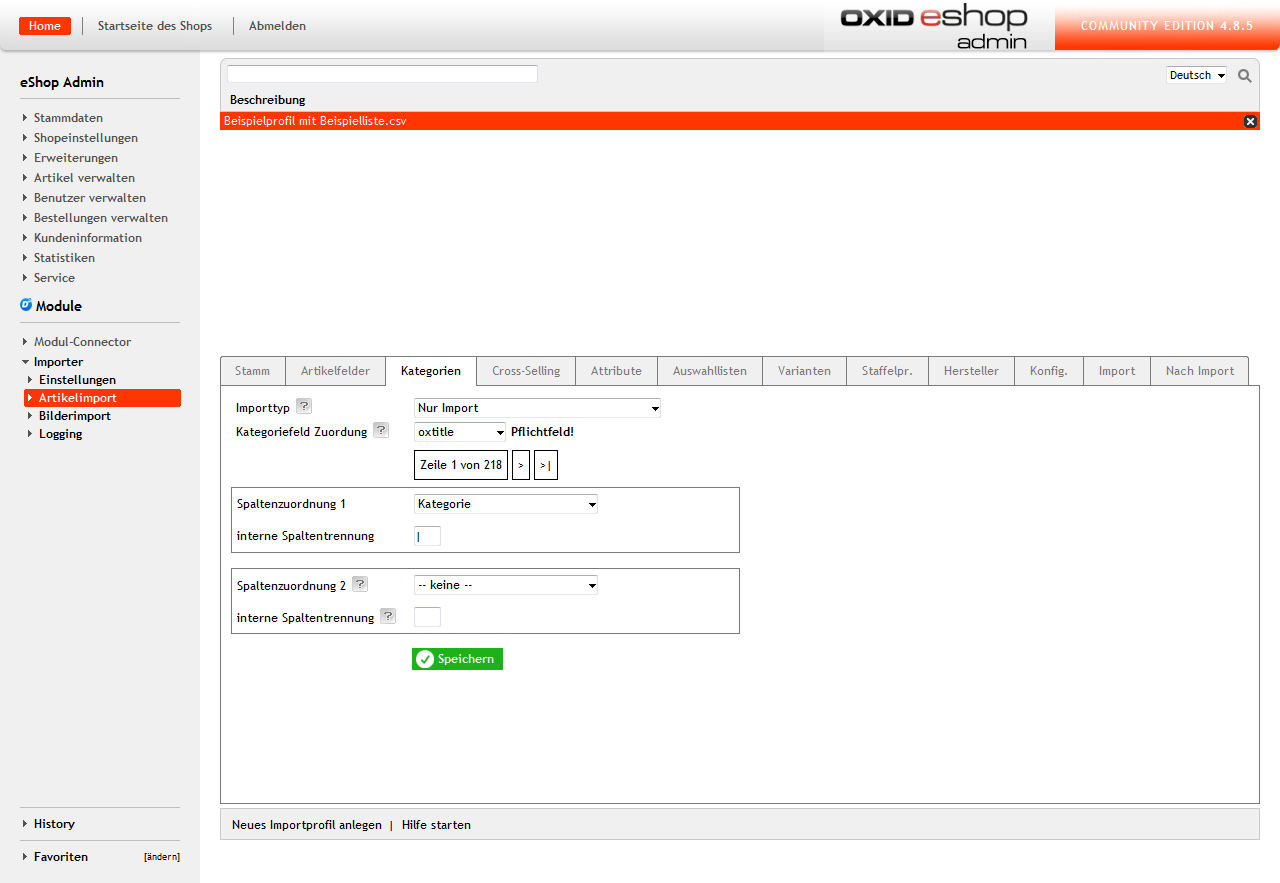 Home
Startseite des Shops
Abmelden
OXID eshop
admin
COMMUNITY EDITION 4.8.5
eShop Admin
Stammdaten
Shopeinstellungen
Erweiterungen
Artikel verwalten
Benutzer verwalten
Bestellungen verwalten
Kundeninformation
Statistiken
Service
Module
Modul-Connector
Importer
Einstellungen
Artikelimport
Bilderimport
Logging
History
Favoriten [ändern]
Deutsch
Beschreibung
Beispielprofil mit Beispielliste.csv
Stamm
Artikelfelder
Kategorien
Cross-Selling
Attribute
Auswahllisten
Varianten
Staffelpr.
Hersteller
Konfig.
Import
Nach Import
Importtyp ? Nur Import
Kategoriefeld Zuordung ? oxtitle Pflichtfeld!
Zeile 1 von 218 > >|
Spaltenzuordnung 1 Kategorie
interne Spaltentrennung |
Spaltenzuordnung 2 ? -- keine --
interne Spaltentrennung ?
Speichern
Neues Importprofil anlegen | Hilfe starten